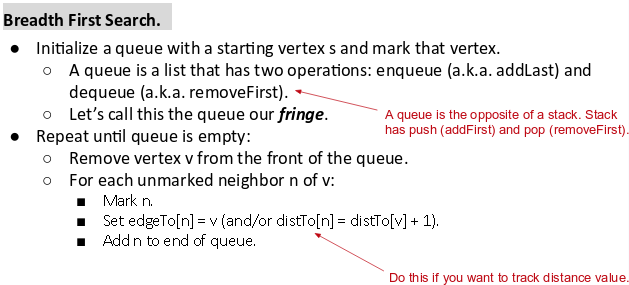 Breadth First Search.
● Initialize a queue with a starting vertex s and mark that vertex.
○ A queue is a list that has two operations: enqueue (a.k.a. addLast) and
dequeue (a.k.a. removeFirst).
○ Let's call this the queue our fringe.
A queue is the opposite of a stack. Stack
has push (addFirst) and pop (removeFirst).
● Repeat until queue is empty:
○ Remove vertex v from the front of the queue.
○ For each unmarked neighbor n of v:
■ Mark n.
■ Set edgeTo[n] = v (and/or distTo[n] = distTo[v] + 1).
■ Add n to end of queue.
Do this if you want to track distance value.